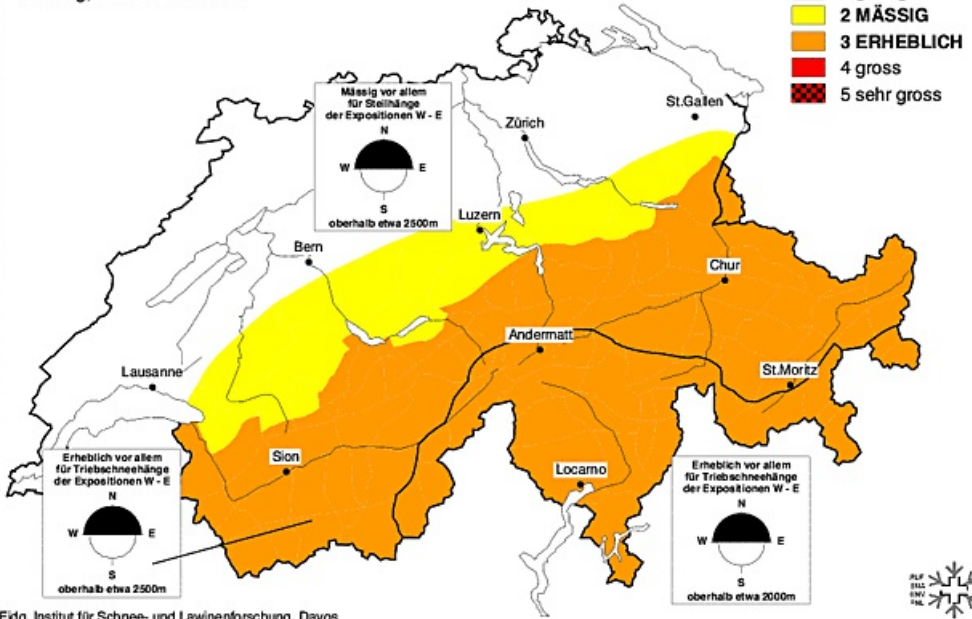 2 MÄSSIG
3 ERHEBLICH
4 gross
5 sehr gross
Mässig vor allem
für Steilhänge
der Expositionen W - E
N
W E
S
oberhalb etwa 2500m
St.Gallen
Zürich
Luzern
Bern
Chur
Andermatt
St.Moritz
Lausanne
Sion
Locarno
Erheblich vor allem
für Triebschneehänge
der Expositionen W - E
N
W E
S
oberhalb etwa 2500m
Erheblich vor allem
für Triebschneehänge
der Expositionen W - E
N
W E
S
oberhalb etwa 2000m
Eidg. Institut für Schnee- und Lawinenforschung, Davos